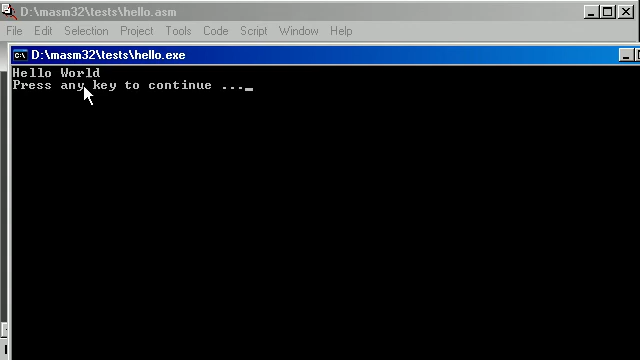 D:\masm32\tests\hello.asm
File Edit Selection Project Tools Code Script Window Help
D:\masm32\tests\hello.exe
Hello World
Press any key to continue ..._